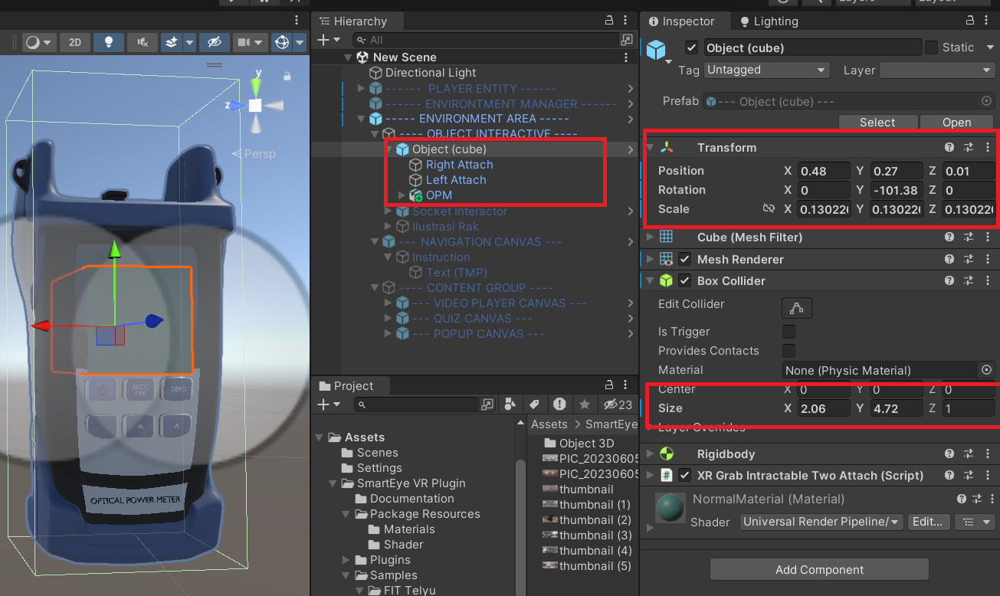 2D
y
z
Persp
AUTO OFF
ZERO
OPTICAL POWER METER
Hierarchy
All
New Scene
Directional Light
------ PLAYER ENTITY ------
------ ENVIRONTMENT MANAGER ------
----- ENVIRONMENT AREA -----
---- OBJECT INTERACTIVE ----
Object (cube)
Right Attach
Left Attach
OPM
Socket Interactor
Ilustrasi Rak
--- NAVIGATION CANVAS ---
Instruction
Text (TMP)
---- CONTENT GROUP ----
--- VIDEO PLAYER CANVAS ---
--- QUIZ CANVAS ---
--- POPUP CANVAS ---
Project
23
Assets
Scenes
Settings
SmartEye VR Plugin
Documentation
Package Resources
Materials
Shader
Plugins
Samples
FIT Telyu
Assets > SmartEye
Object 3D
PIC_20230605
PIC_20230605
thumbnail
thumbnail (1)
thumbnail (2)
thumbnail (3)
thumbnail (4)
thumbnail (5)
Layers
Layout
Inspector
Lighting
Object (cube)
Static
Tag Untagged
Layer
Prefab --- Object (cube) ---
Select
Open
Transform
Position X 0.48 Y 0.27 Z 0.01
Rotation X 0 Y -101.38 Z 0
Scale X 0.130220 Y 0.130220 Z 0.130220
Cube (Mesh Filter)
Mesh Renderer
Box Collider
Edit Collider
Is Trigger
Provides Contacts
Material None (Physic Material)
Center X 0 Y 0 Z 0
Size X 2.06 Y 4.72 Z 1
Layer Overrides
Rigidbody
XR Grab Intractable Two Attach (Script)
NormalMaterial (Material)
Shader Universal Render Pipeline/ Edit...
Add Component